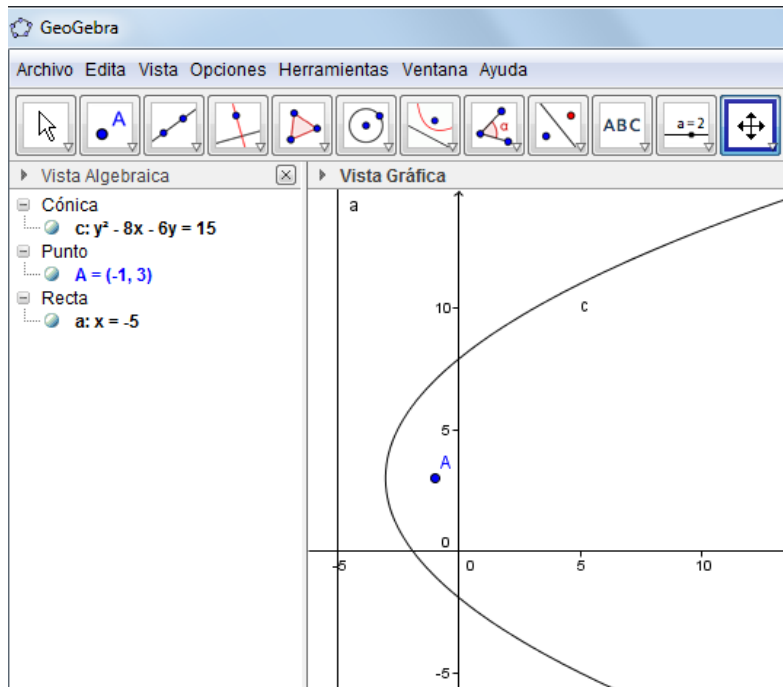 GeoGebra
Archivo Edita Vista Opciones Herramientas Ventana Ayuda
A
α
ABC
a=2
Vista Algebraica
Cónica
c: y² - 8x - 6y = 15
Punto
A = (-1, 3)
Recta
a: x = -5
Vista Gráfica
a
10
c
5
A
0
-5 0 5 10
-5